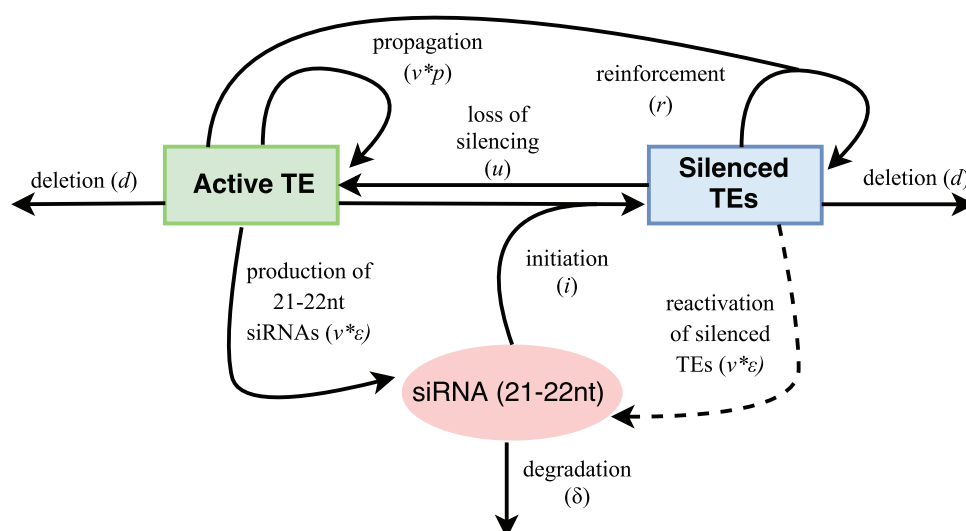 propagation
(v*p)
reinforcement
(r)
loss of
silencing
(u)
deletion (d)
Active TE
Silenced
TEs
deletion (d)
production of
21-22nt
siRNAs (v*ε)
initiation
(i)
reactivation
of silenced
TEs (v*ε)
siRNA (21-22nt)
degradation
(δ)